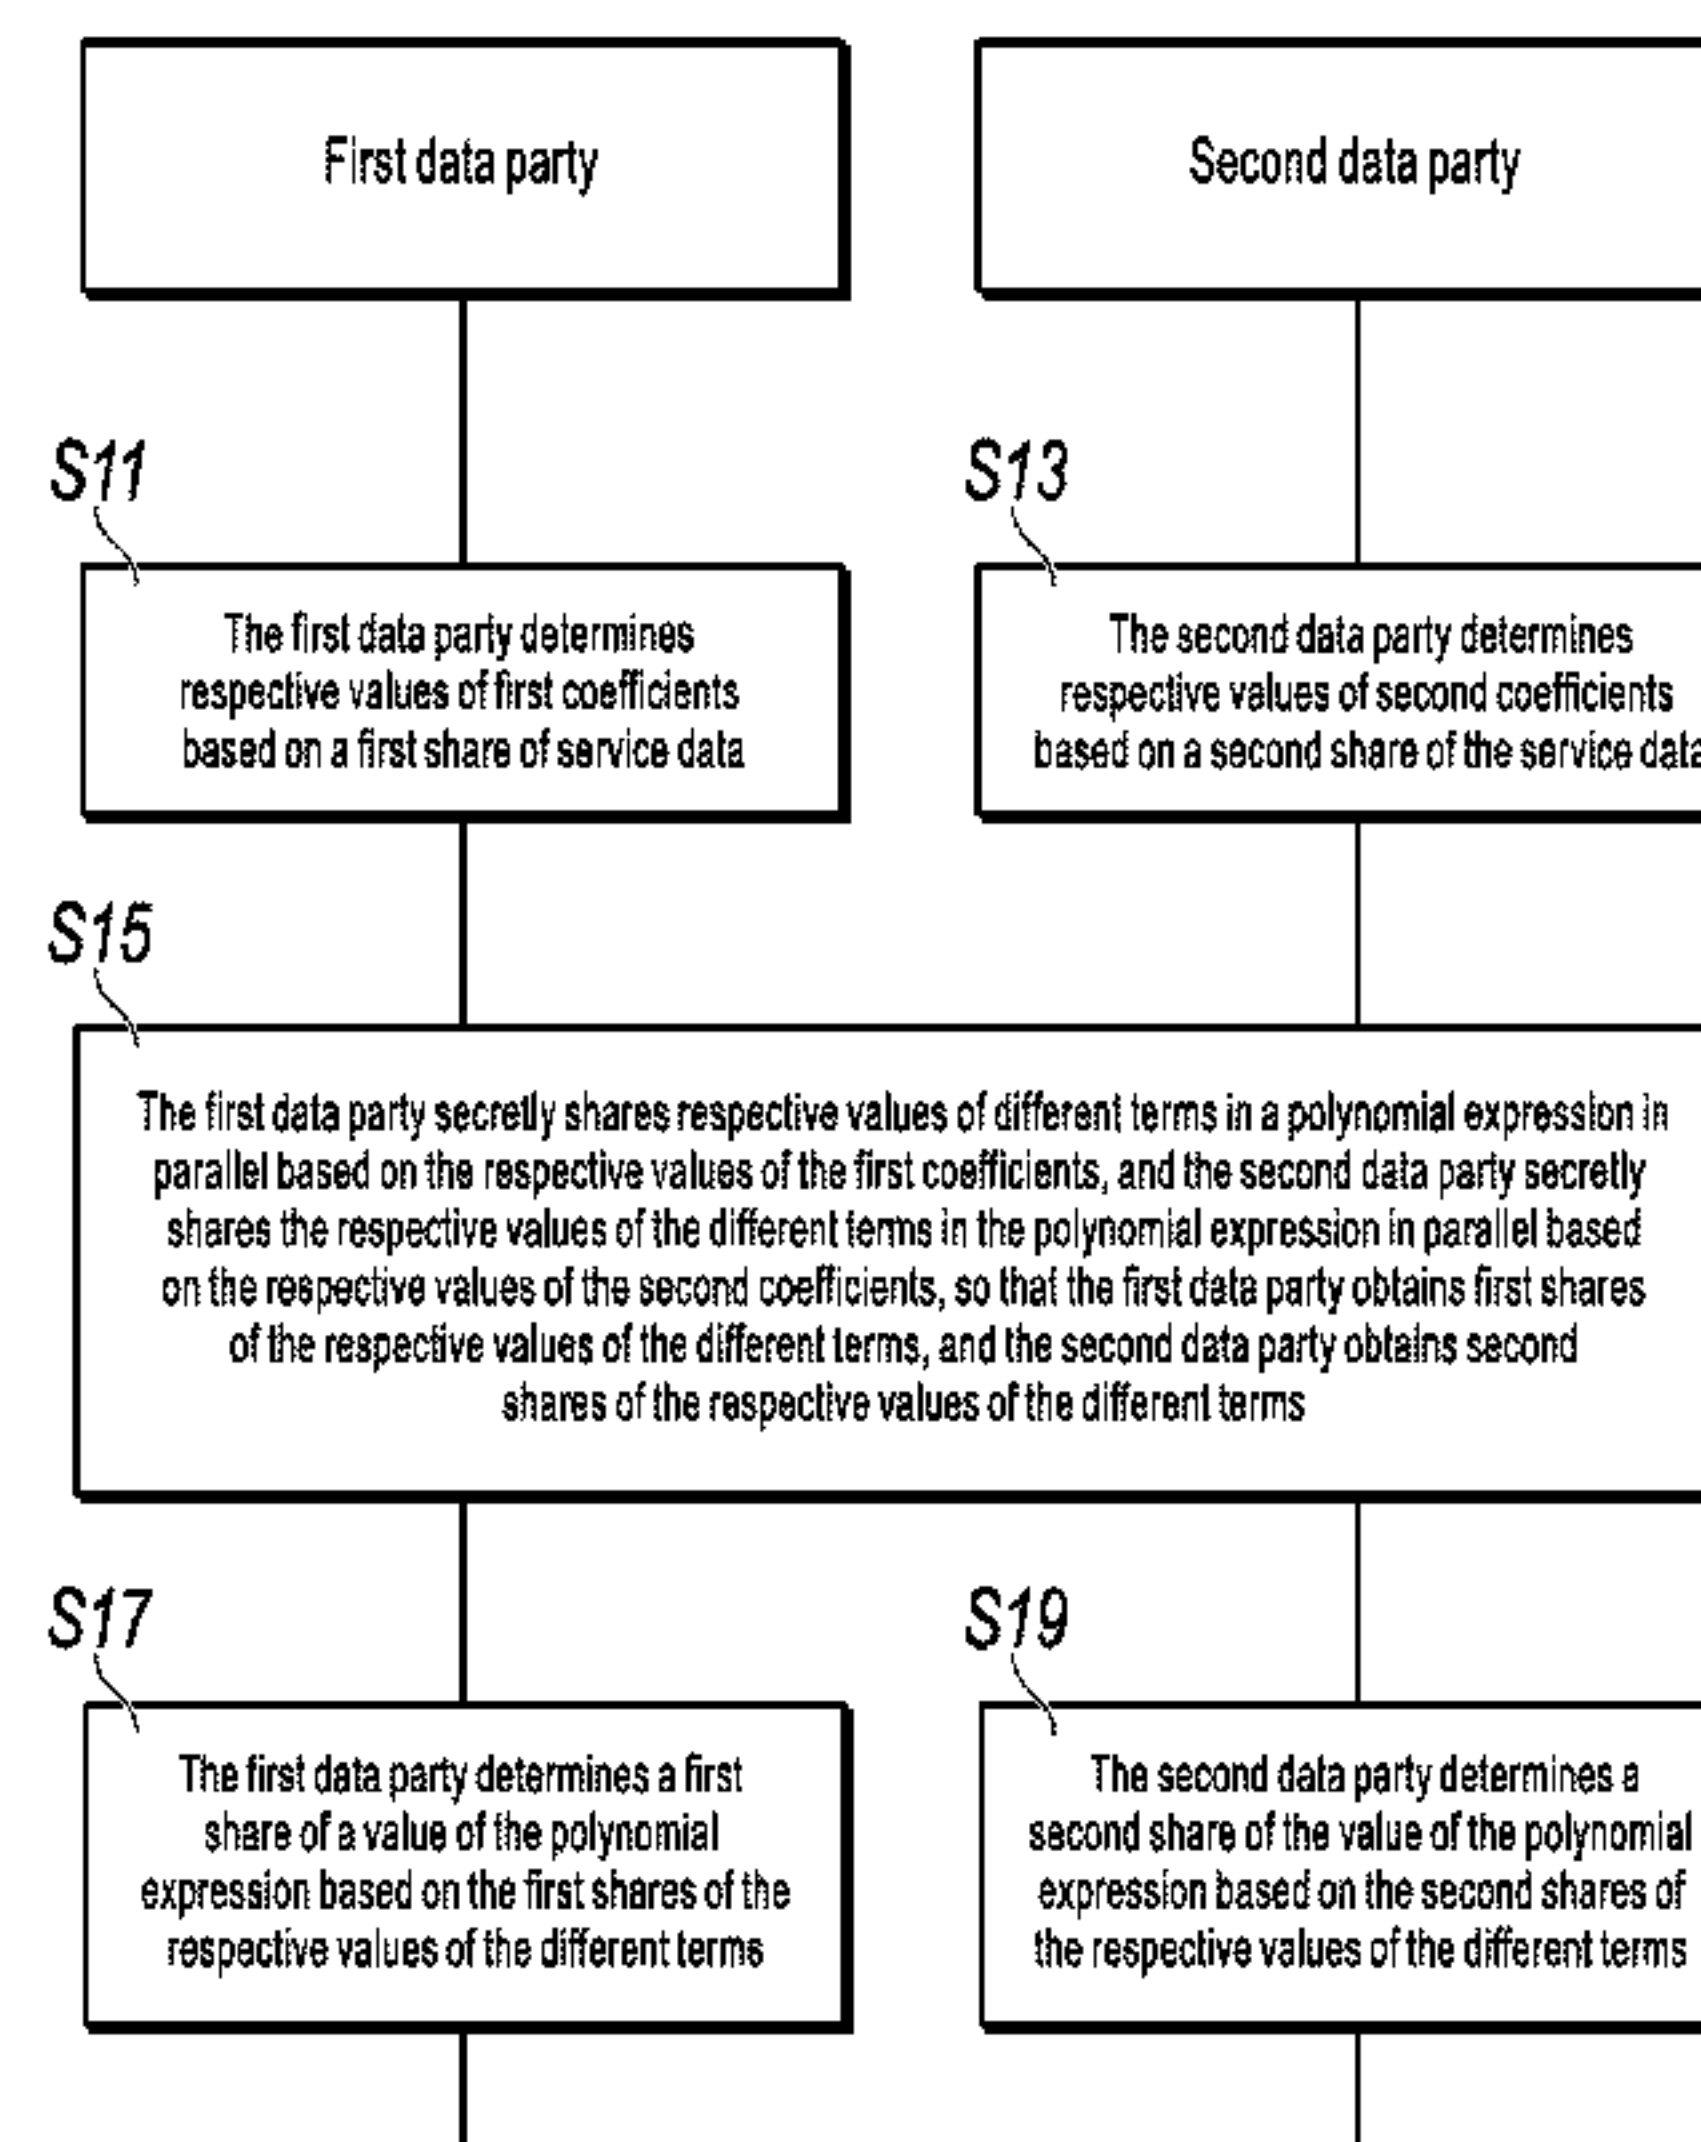 First data party
Second data party
S11
The first data party determines
respective values of first coefficients
based on a first share of service data
S13
The second data party determines
respective values of second coefficients
based on a second share of the service data
S15
The first data party secretly shares respective values of different terms in a polynomial expression in
parallel based on the respective values of the first coefficients, and the second data party secretly
shares the respective values of the different terms in the polynomial expression in parallel based
on the respective values of the second coefficients, so that the first data party obtains first shares
of the respective values of the different terms, and the second data party obtains second
shares of the respective values of the different terms
S17
The first data party determines a first
share of a value of the polynomial
expression based on the first shares of the
respective values of the different terms
S19
The second data party determines a
second share of the value of the polynomial
expression based on the second shares of
the respective values of the different terms